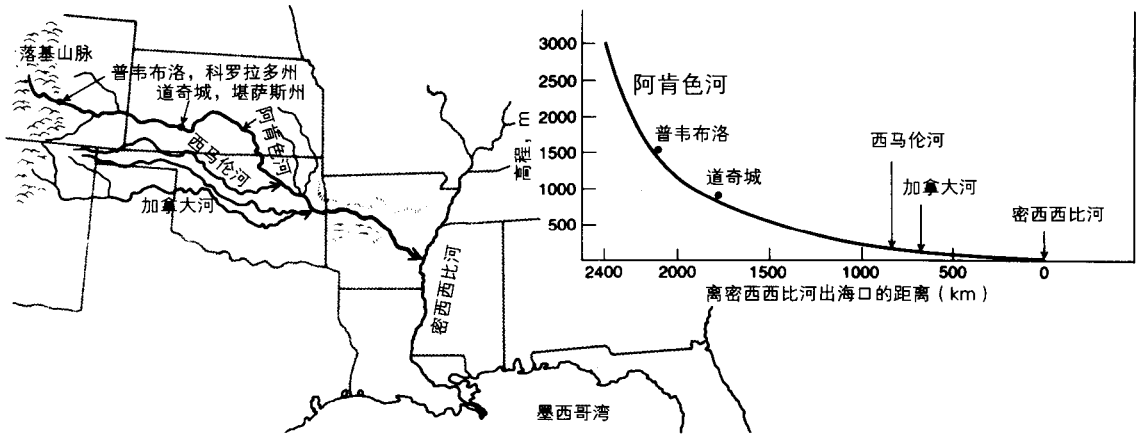 落基山脉
普韦布洛，科罗拉多州
道奇城，堪萨斯州
阿肯色河
西马伦河
加拿大河
密西西比河
墨西哥湾
高程，m
3000
2500
2000
1500
1000
500
阿肯色河
普韦布洛
道奇城
西马伦河
加拿大河
密西西比河
2400 2000 1500 1000 500 0
离密西西比河出海口的距离（km）